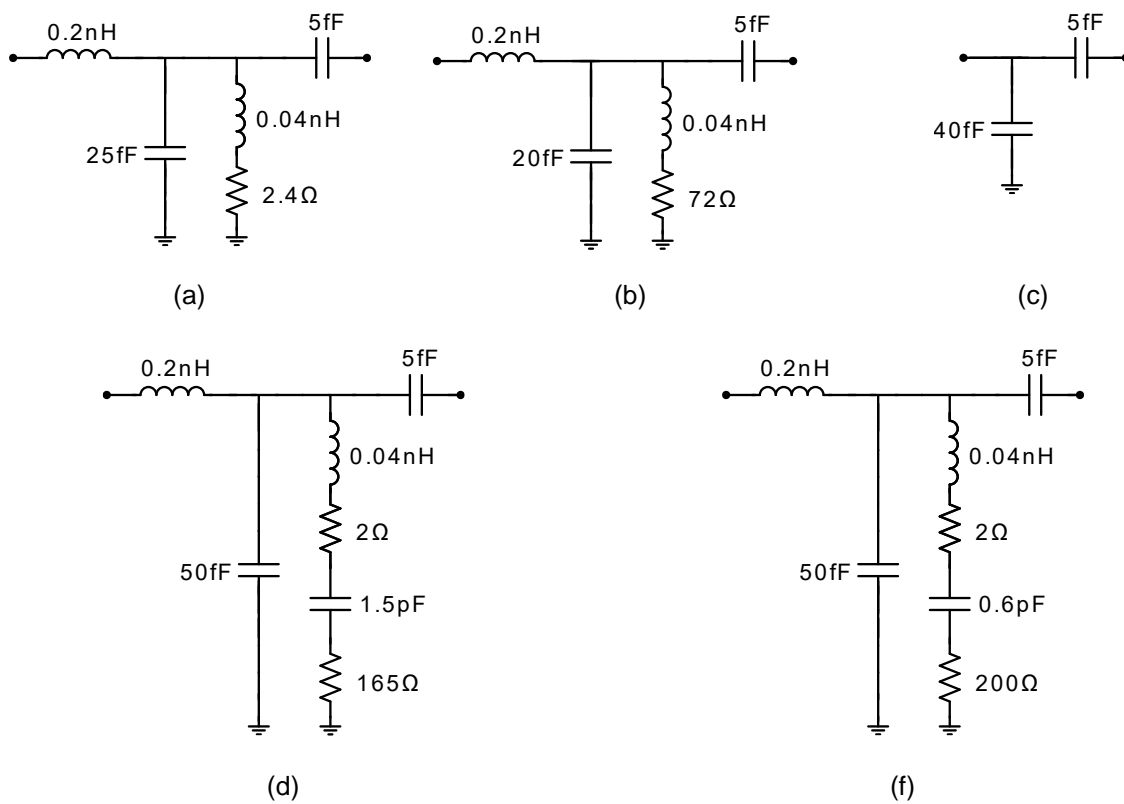 0.2nH
5fF
25fF
0.04nH
2.4Ω
(a)
0.2nH
5fF
20fF
0.04nH
72Ω
(b)
5fF
40fF
(c)
0.2nH
5fF
0.04nH
2Ω
50fF
1.5pF
165Ω
(d)
0.2nH
5fF
0.04nH
2Ω
50fF
0.6pF
200Ω
(f)